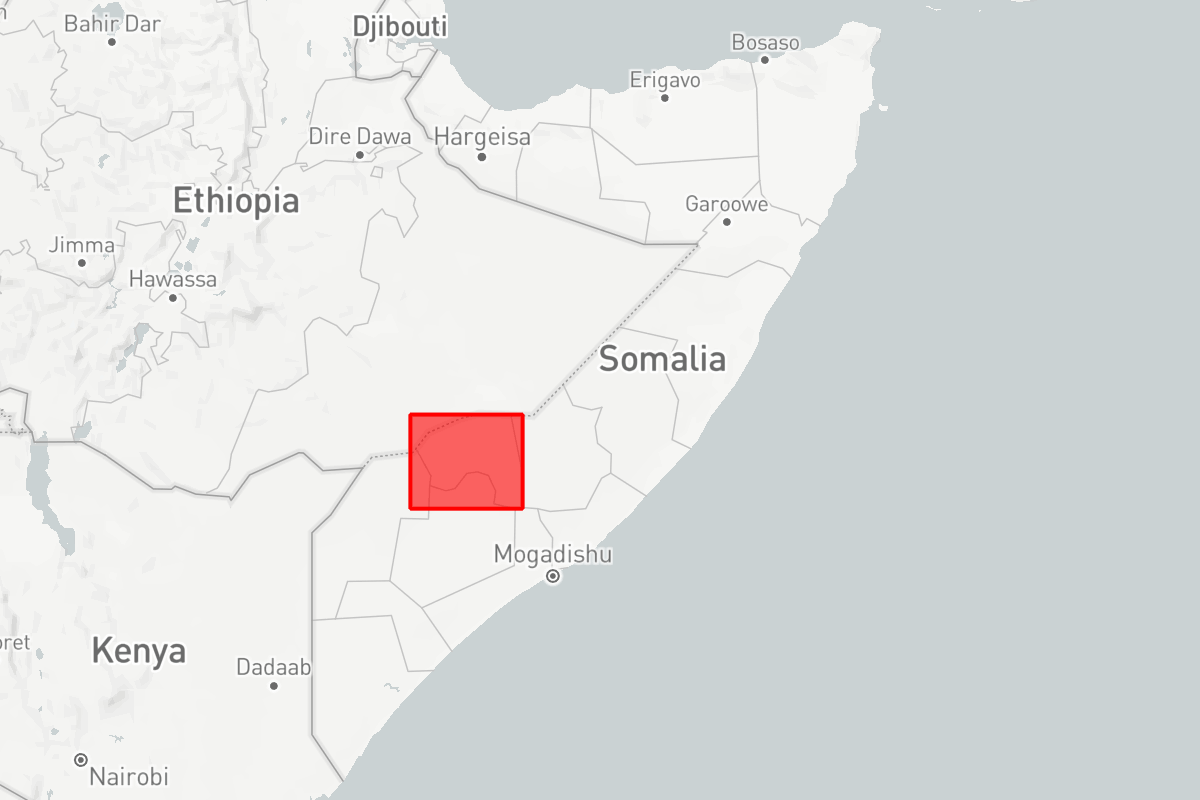 Bahir Dar
Djibouti
Bosaso
Erigavo
Dire Dawa
Hargeisa
Ethiopia
Garoowe
Jimma
Hawassa
Somalia
Mogadishu
Kenya
Dadaab
Nairobi